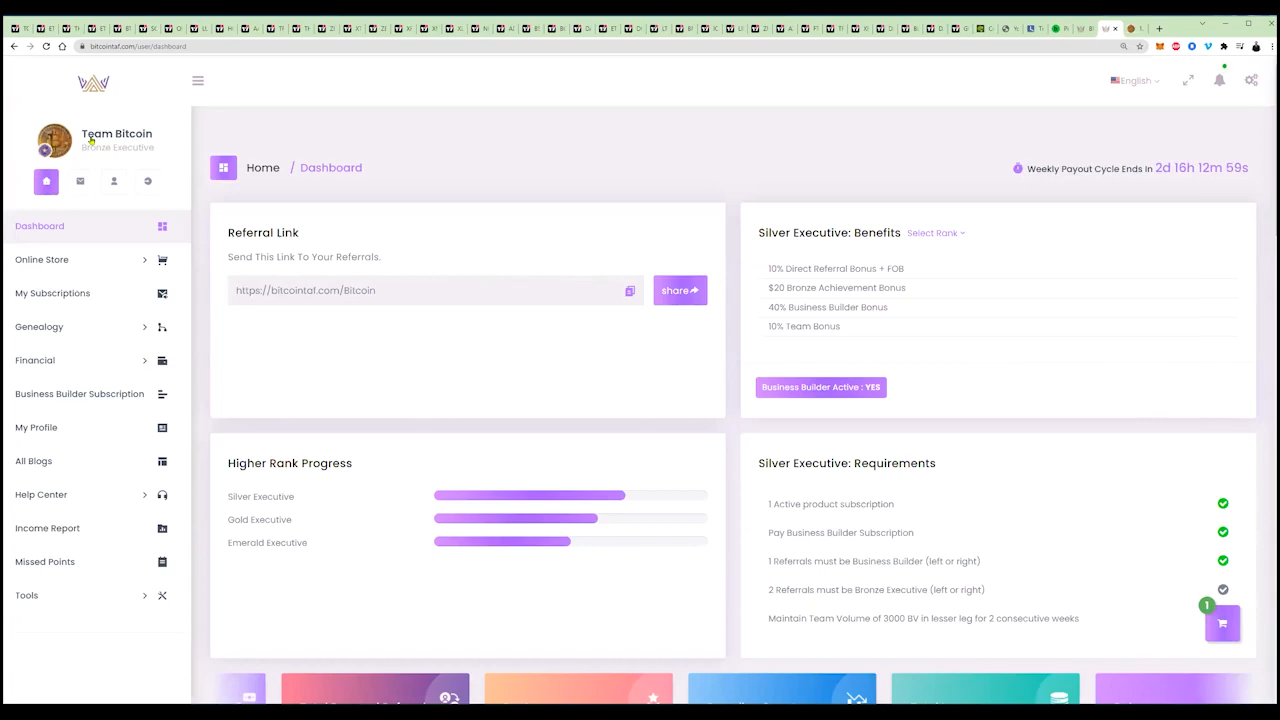 bitcointaf.com/user/dashboard
English
Team Bitcoin
Bronze Executive
Home / Dashboard
Weekly Payout Cycle Ends In 2d 16h 12m 59s
Dashboard
Online Store
My Subscriptions
Genealogy
Financial
Business Builder Subscription
My Profile
All Blogs
Help Center
Income Report
Missed Points
Tools
Referral Link
Send This Link To Your Referrals.
https://bitcointaf.com/Bitcoin
share
Silver Executive: Benefits Select Rank
10% Direct Referral Bonus + FOB
$20 Bronze Achievement Bonus
40% Business Builder Bonus
10% Team Bonus
Business Builder Active : YES
Higher Rank Progress
Silver Executive
Gold Executive
Emerald Executive
Silver Executive: Requirements
1 Active product subscription
Pay Business Builder Subscription
1 Referrals must be Business Builder (left or right)
2 Referrals must be Bronze Executive (left or right)
Maintain Team Volume of 3000 BV in lesser leg for 2 consecutive weeks
1